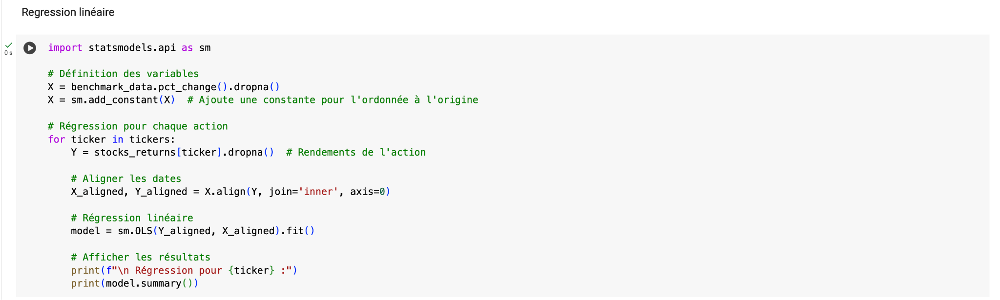 Regression linéaire
0 s
import statsmodels.api as sm
# Définition des variables
X = benchmark_data.pct_change().dropna()
X = sm.add_constant(X)  # Ajoute une constante pour l'ordonnée à l'origine
# Régression pour chaque action
for ticker in tickers:
    Y = stocks_returns[ticker].dropna()  # Rendements de l'action
    # Aligner les dates
    X_aligned, Y_aligned = X.align(Y, join='inner', axis=0)
    # Régression linéaire
    model = sm.OLS(Y_aligned, X_aligned).fit()
    # Afficher les résultats
    print(f"\n Régression pour {ticker} :")
    print(model.summary())